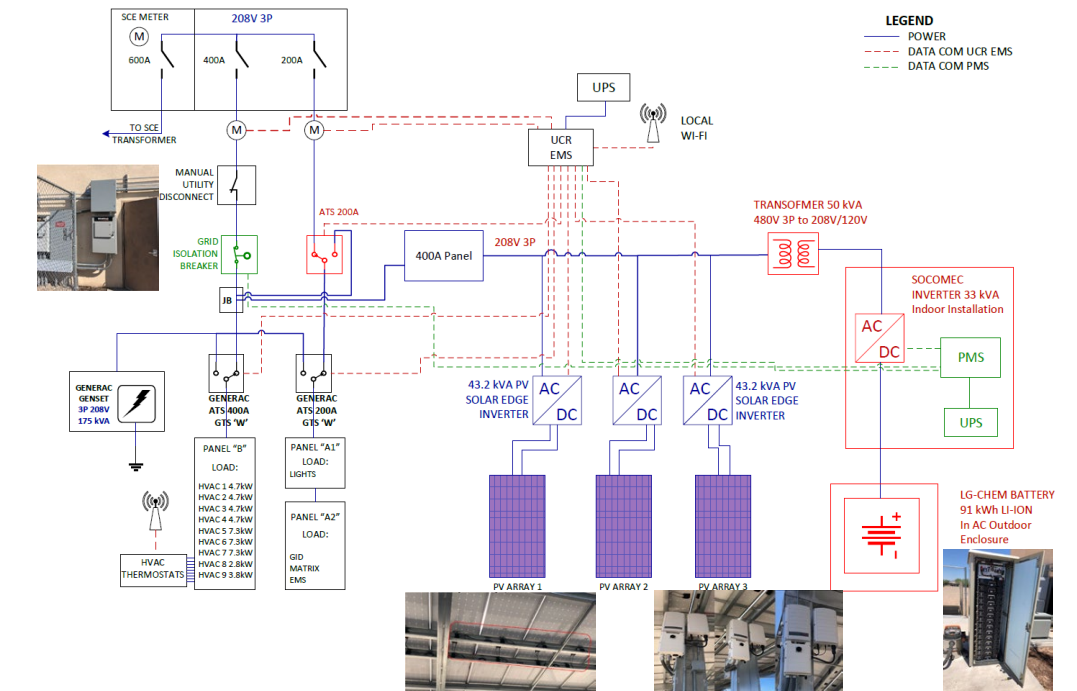 SCE METER
208V 3P
M
600A
400A
200A
TO SCE
TRANSFORMER
M
M
LEGEND
POWER
DATA COM UCR EMS
DATA COM PMS
UPS
LOCAL
WI-FI
UCR
EMS
MANUAL
UTILITY
DISCONNECT
ATS 200A
GRID
ISOLATION
BREAKER
400A Panel
208V 3P
TRANSOFMER 50 kVA
480V 3P to 208V/120V
JB
SOCOMEC
INVERTER 33 kVA
Indoor Installation
AC
DC
PMS
UPS
GENERAC
GENSET
3P 208V
175 kVA
GENERAC
ATS 400A
GTS ‘W’
GENERAC
ATS 200A
GTS ‘W’
43.2 kVA PV
SOLAR EDGE
INVERTER
AC
DC
AC
DC
AC
DC
43.2 kVA PV
SOLAR EDGE
INVERTER
PANEL “B”
LOAD:
HVAC 1 4.7kW
HVAC 2 4.7kW
HVAC 3 4.7kW
HVAC 4 4.7kW
HVAC 5 7.3kW
HVAC 6 7.3kW
HVAC 7 7.3kW
HVAC 8 2.8kW
HVAC 9 3.8kW
PANEL “A1”
LOAD:
LIGHTS
PANEL “A2”
LOAD:
GID
MATRIX
EMS
HVAC
THERMOSTATS
PV ARRAY 1
PV ARRAY 2
PV ARRAY 3
+
-
LG-CHEM BATTERY
91 kWh LI-ION
In AC Outdoor
Enclosure